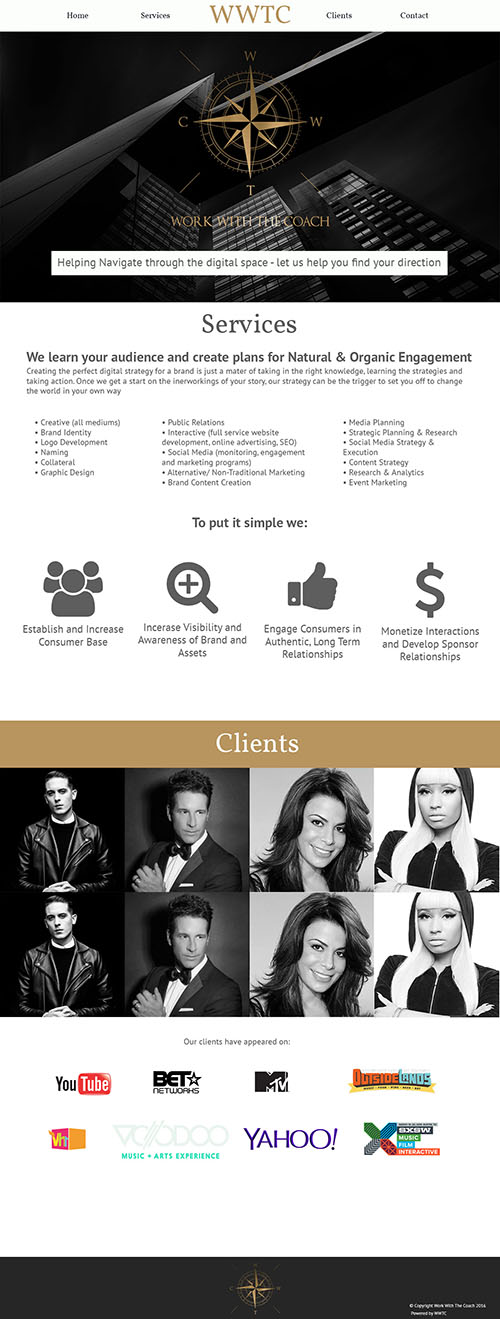 Home Services WWTC Clients Contact
W
C W
T
WORK WITH THE COACH
Helping Navigate through the digital space - let us help you find your direction
Services
We learn your audience and create plans for Natural & Organic Engagement
Creating the perfect digital strategy for a brand is just a mater of taking in the right knowledge, learning the strategies and
taking action. Once we get a start on the inerworkings of your story, our strategy can be the trigger to set you off to change
the world in your own way
• Creative (all mediums)
• Brand Identity
• Logo Development
• Naming
• Collateral
• Graphic Design
• Public Relations
• Interactive (full service website
development, online advertising, SEO)
• Social Media (monitoring, engagement
and marketing programs)
• Alternative/ Non-Traditional Marketing
• Brand Content Creation
• Media Planning
• Strategic Planning & Research
• Social Media Strategy &
Execution
• Content Strategy
• Research & Analytics
• Event Marketing
To put it simple we:
Establish and Increase
Consumer Base
Incerase Visibility and
Awareness of Brand and
Assets
Engage Consumers in
Authentic, Long Term
Relationships
Monetize Interactions
and Develop Sponsor
Relationships
Clients
Our clients have appeared on:
YouTube
BET
NETWORKS
MTV
OUTSIDE LANDS
VH1
VOODOO
MUSIC + ARTS EXPERIENCE
YAHOO!
SXSW
MUSIC
FILM
INTERACTIVE
W
C W
T
© Copyright Work With The Coach 2016
Powered by WWTC